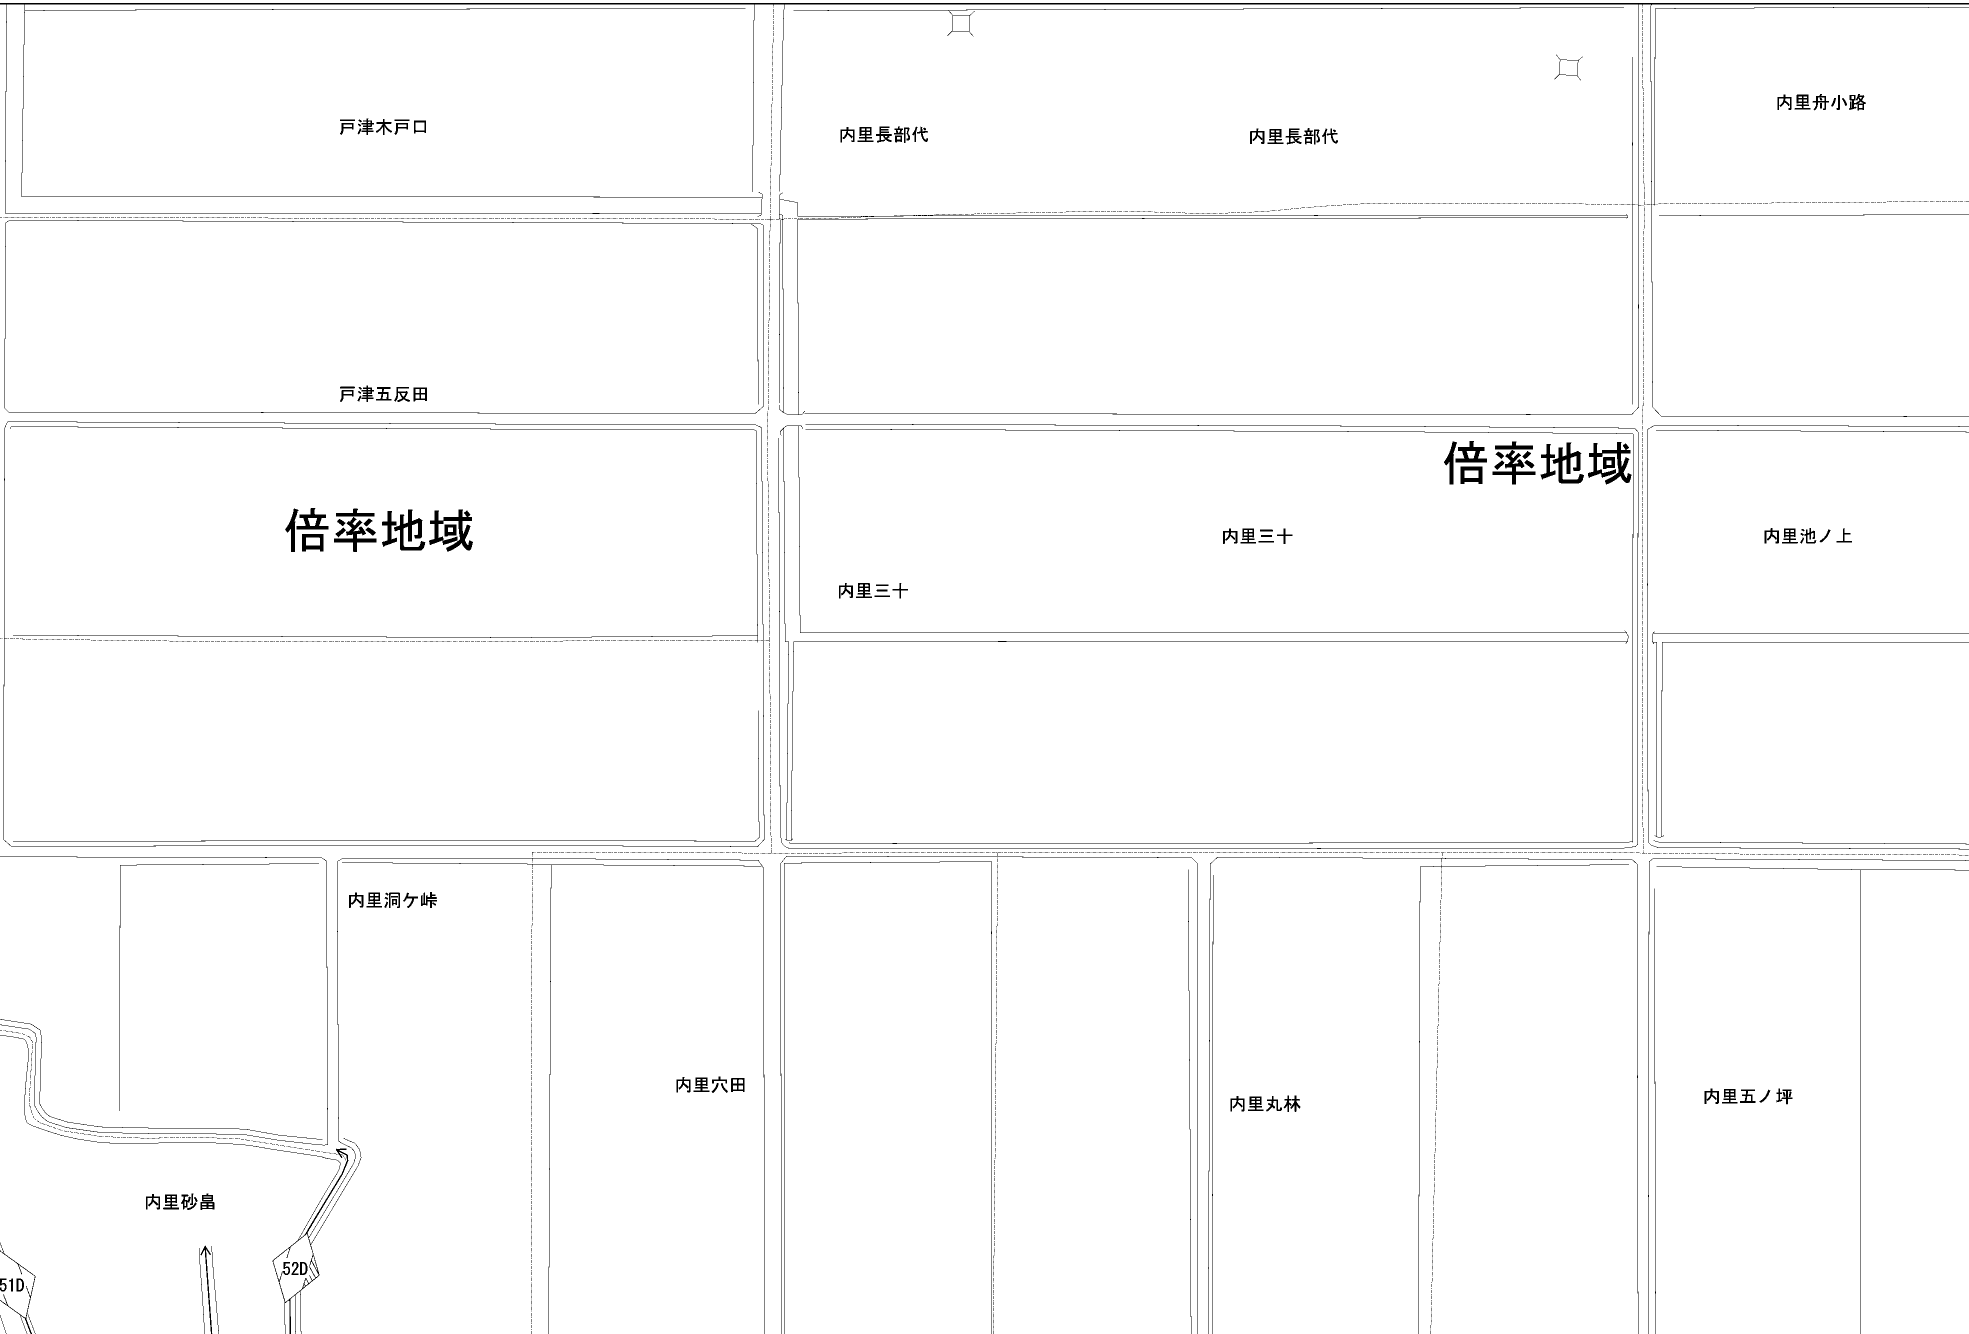 内里舟小路
戸津木戸口
内里長部代
内里長部代
戸津五反田
倍率地域
倍率地域
内里三十
内里池ノ上
内里三十
内里洞ケ峠
内里穴田
内里丸林
内里五ノ坪
内里砂畠
52D
51D